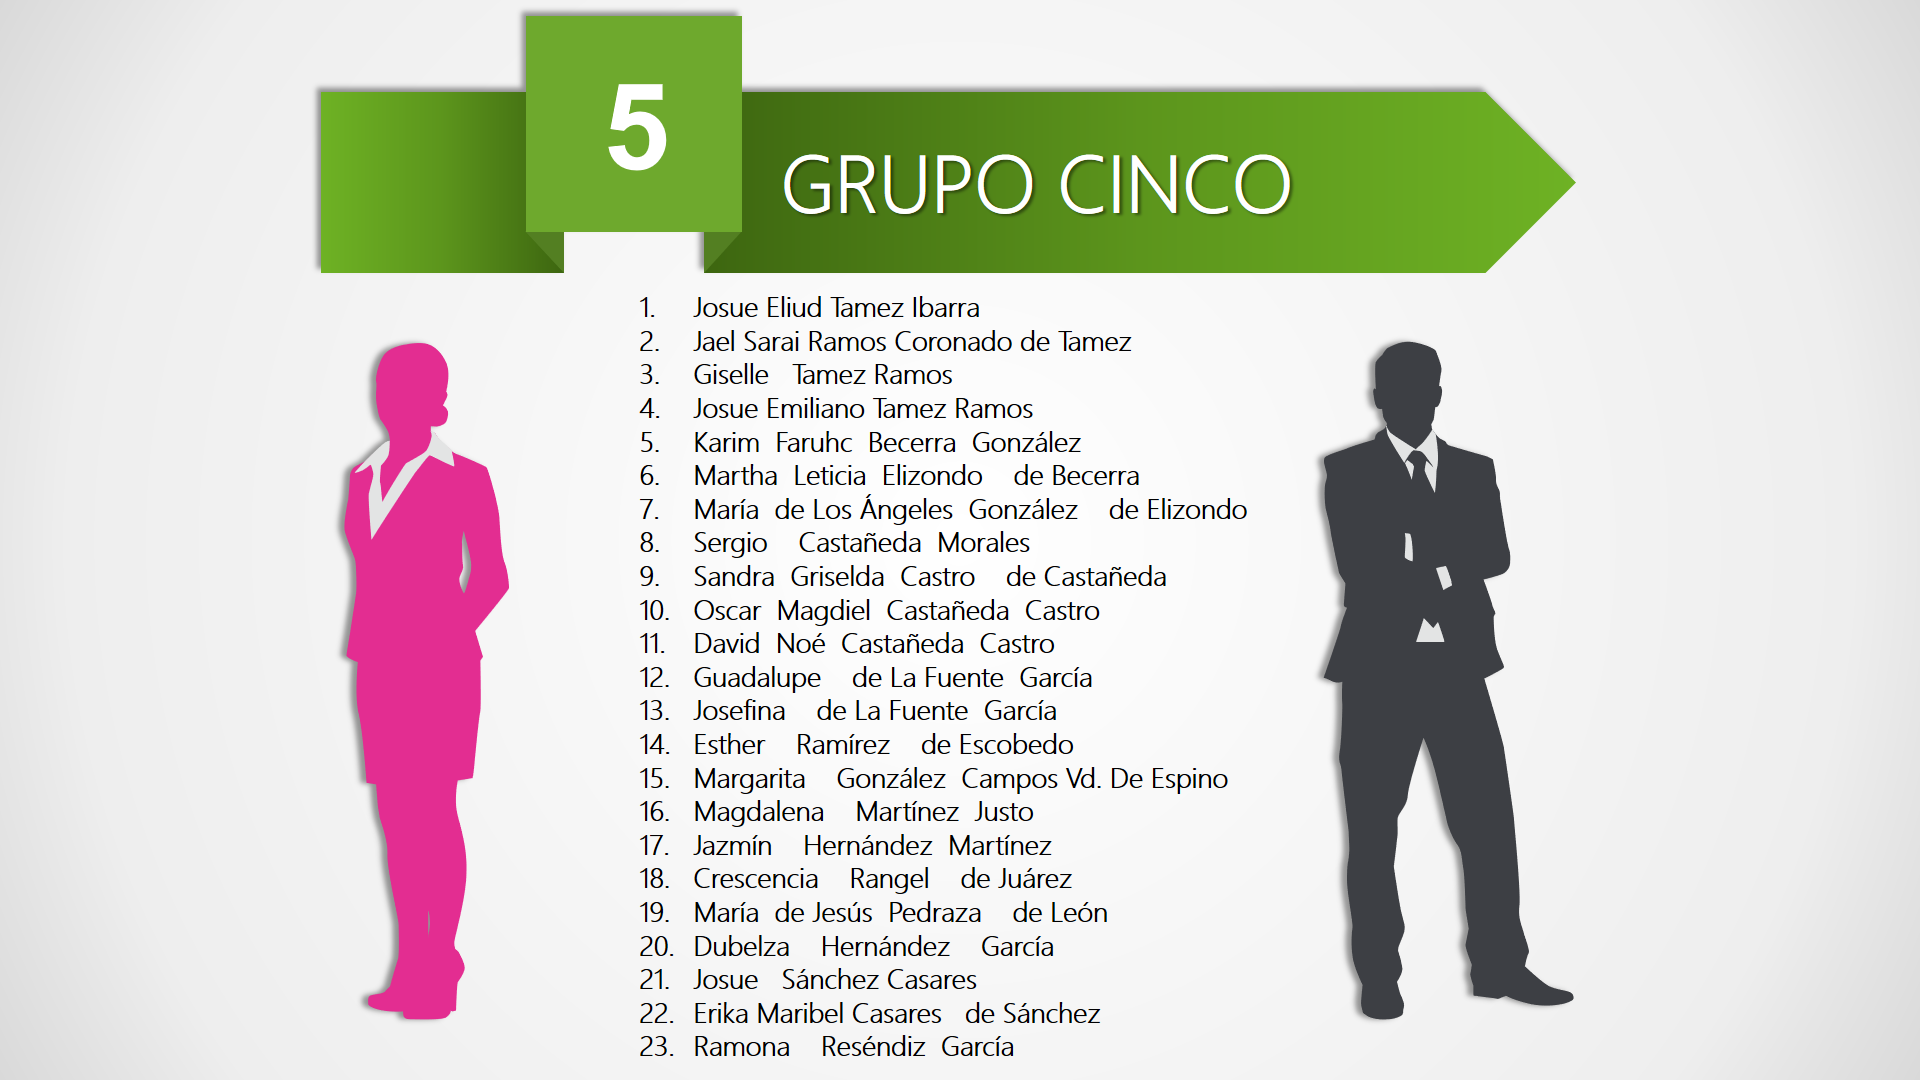 5
GRUPO CINCO
1. Josue Eliud Tamez Ibarra
2. Jael Sarai Ramos Coronado de Tamez
3. Giselle Tamez Ramos
4. Josue Emiliano Tamez Ramos
5. Karim Faruhc Becerra González
6. Martha Leticia Elizondo de Becerra
7. María de Los Ángeles González de Elizondo
8. Sergio Castañeda Morales
9. Sandra Griselda Castro de Castañeda
10. Oscar Magdiel Castañeda Castro
11. David Noé Castañeda Castro
12. Guadalupe de La Fuente García
13. Josefina de La Fuente García
14. Esther Ramírez de Escobedo
15. Margarita González Campos Vd. De Espino
16. Magdalena Martínez Justo
17. Jazmín Hernández Martínez
18. Crescencia Rangel de Juárez
19. María de Jesús Pedraza de León
20. Dubelza Hernández García
21. Josue Sánchez Casares
22. Erika Maribel Casares de Sánchez
23. Ramona Reséndiz García